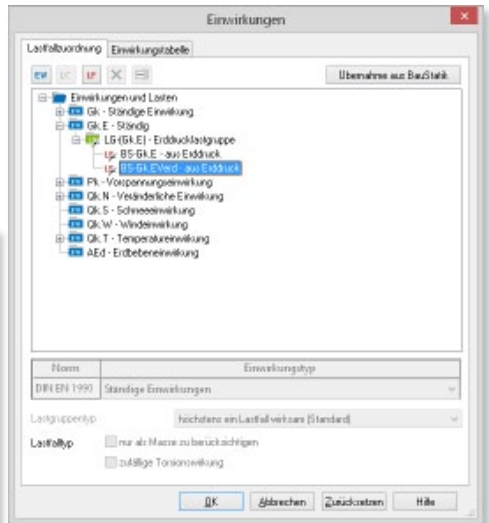 Einwirkungen
Lastfallzuordnung Einwirkungstabelle
EW LG LF Übernahme aus BauStatik
Einwirkungen und Lasten
Gk - Ständige Einwirkung
Gk.E - Ständig
LG-(Gk.E) - Erddrucklastgruppe
BS-Gk.E - aus Erddruck
BS-Gk.EVerd - aus Erddruck
Pk - Vorspannungseinwirkung
Qk.N - Veränderliche Einwirkung
Qk.S - Schneeeinwirkung
Qk.W - Windeinwirkung
Qk.T - Temperatureinwirkung
AEd - Erdbebeneinwirkung
Norm Einwirkungstyp
DIN EN 1990 Ständige Einwirkungen
Lastgruppentyp höchstens ein Lastfall wirksam (Standard)
Lastfalltyp nur als Masse zu berücksichtigen
zufällige Torsionswirkung
OK Abbrechen Zurücksetzen Hilfe